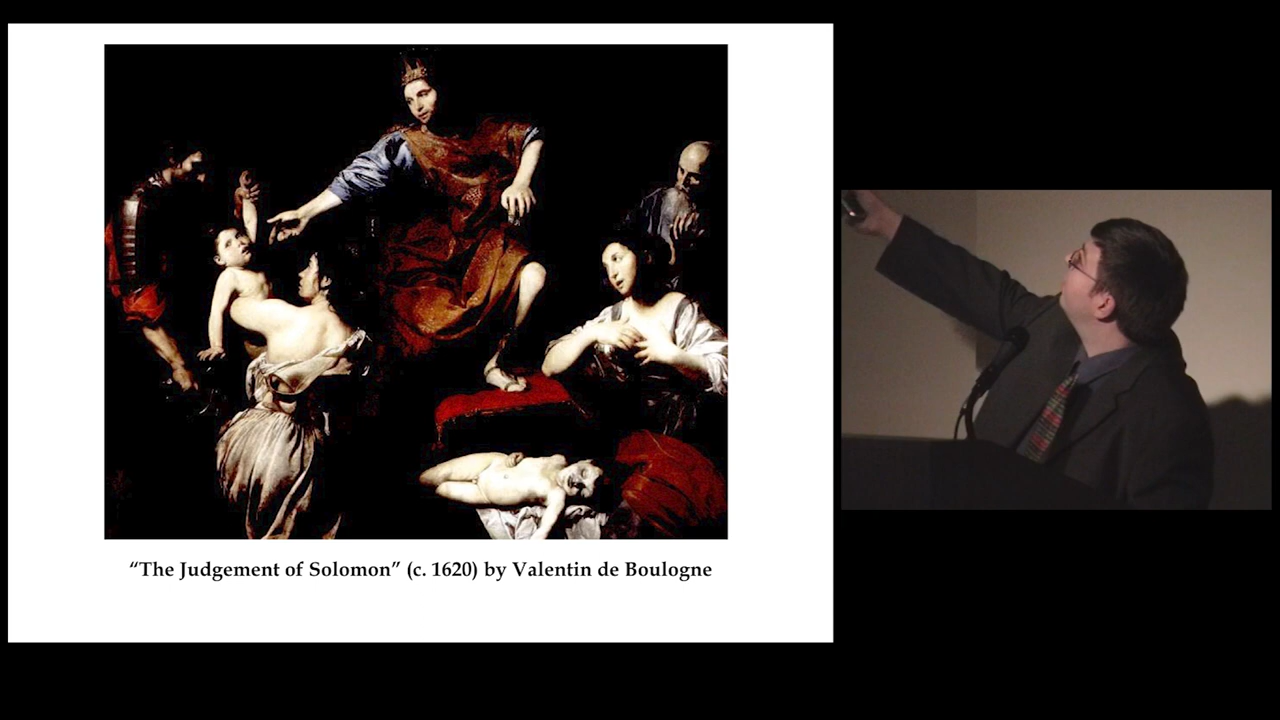 “The Judgement of Solomon” (c. 1620) by Valentin de Boulogne